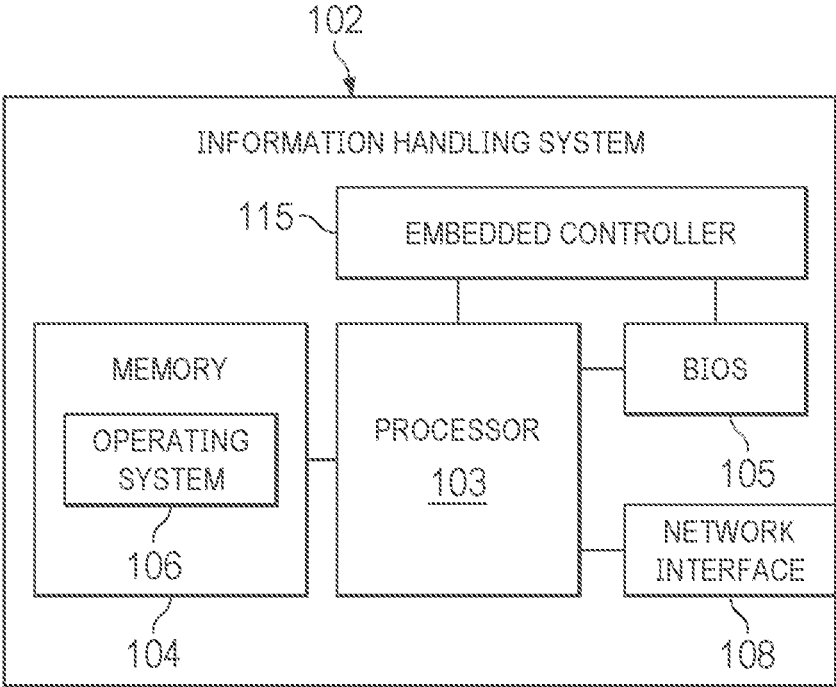 102
INFORMATION HANDLING SYSTEM
115
EMBEDDED CONTROLLER
MEMORY
OPERATING
SYSTEM
106
104
PROCESSOR
103
BIOS
105
NETWORK
INTERFACE
108